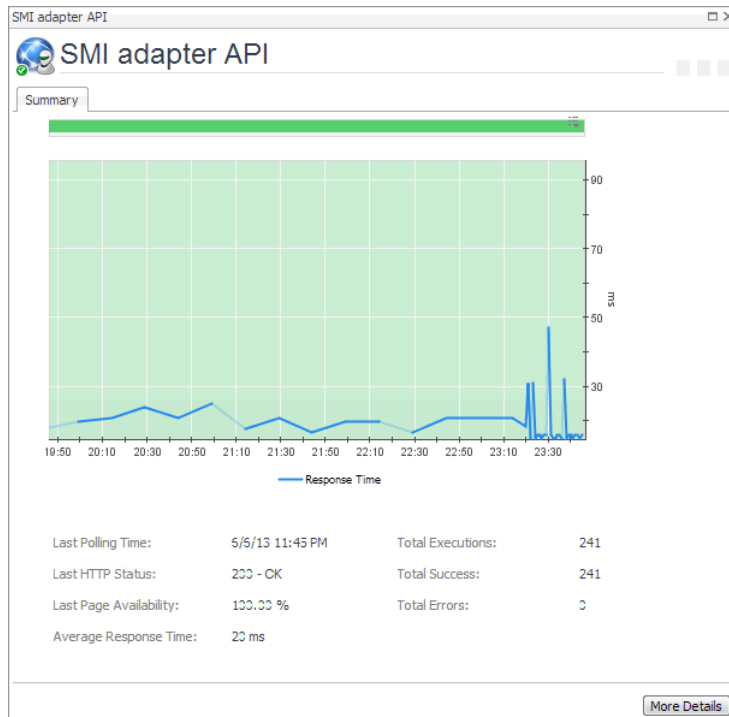 SMI adapter API
SMI adapter API
Summary
90
70
ms
50
30
19:50 20:10 20:30 20:50 21:10 21:30 21:50 22:10 22:30 22:50 23:10 23:30
Response Time
Last Polling Time: 11:45 PM Total Executions: 241
Last HTTP Status: - OK Total Success: 241
Last Page Availability: % Total Errors:
Average Response Time: ms
More Details